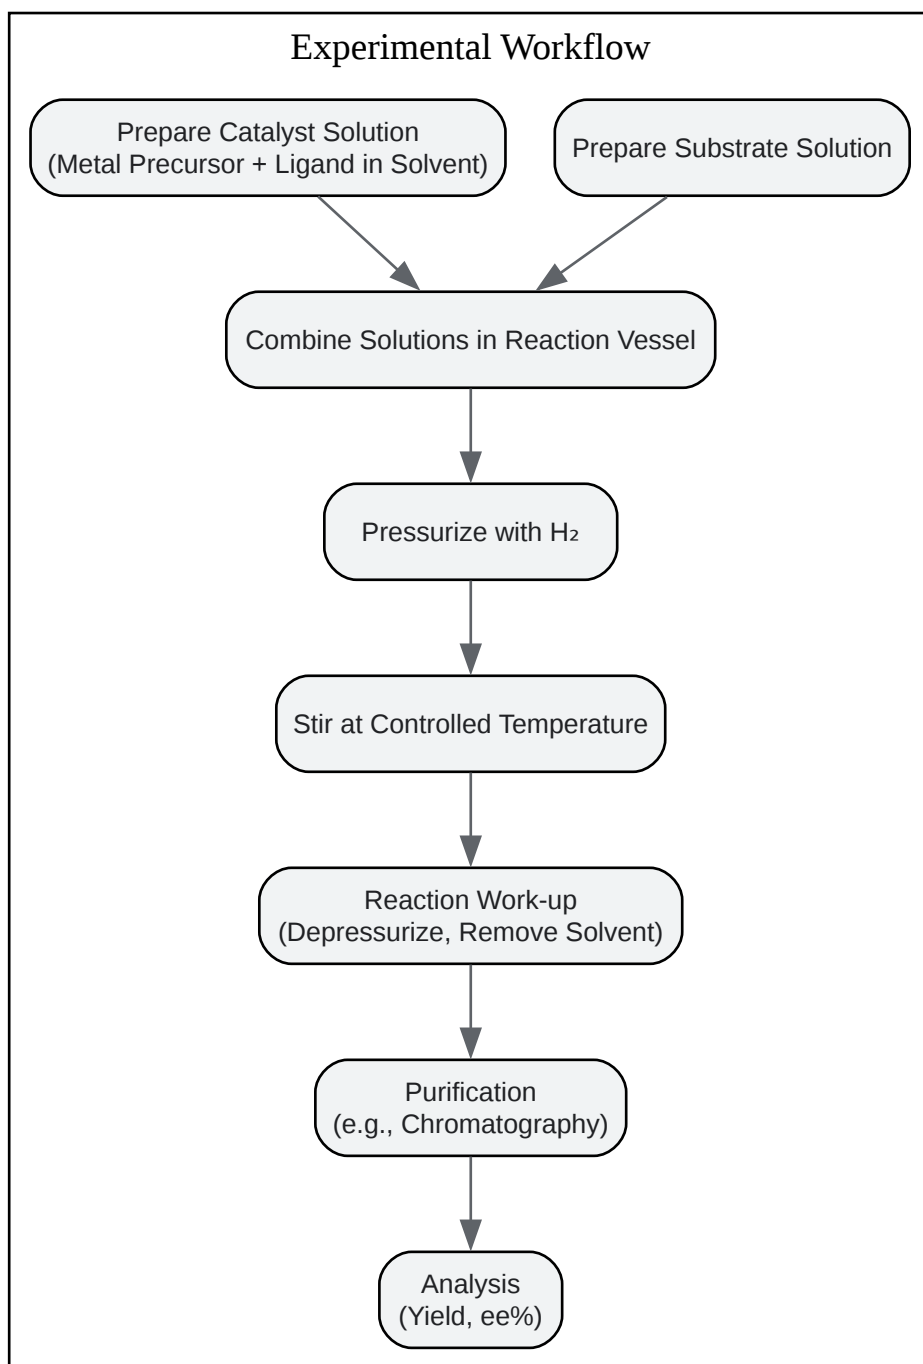 Experimental Workflow
Prepare Catalyst Solution
(Metal Precursor + Ligand in Solvent)
Prepare Substrate Solution
Combine Solutions in Reaction Vessel
Pressurize with H₂
Stir at Controlled Temperature
Reaction Work-up
(Depressurize, Remove Solvent)
Purification
(e.g., Chromatography)
Analysis
(Yield, ee%)